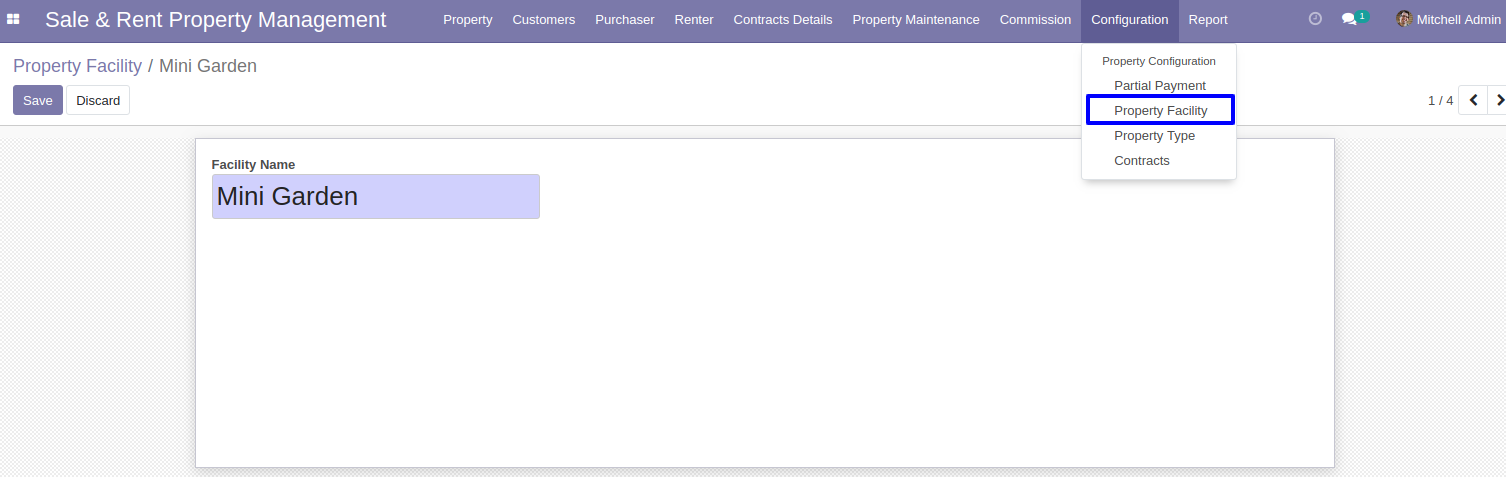 Sale & Rent Property Management Property Customers Purchaser Renter Contracts Details Property Maintenance Commission Configuration Report 1 Mitchell Admin
Property Facility / Mini Garden
Property Configuration
Partial Payment
Property Facility
Property Type
Contracts
Save Discard
1 / 4
Facility Name
Mini Garden